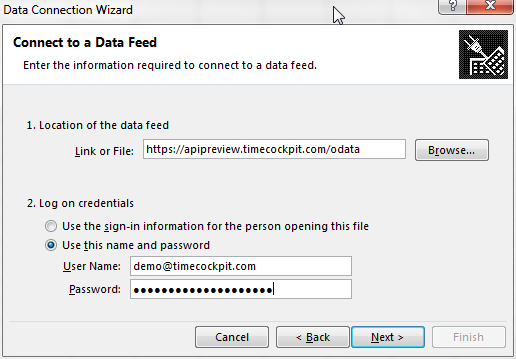 Data Connection Wizard
?
Connect to a Data Feed
Enter the information required to connect to a data feed.
1. Location of the data feed
Link or File: https://apipreview.timecockpit.com/odata Browse...
2. Log on credentials
Use the sign-in information for the person opening this file
Use this name and password
User Name: demo@timecockpit.com
Password: ●●●●●●●●●●●●●●●●●●●●
Cancel < Back Next > Finish